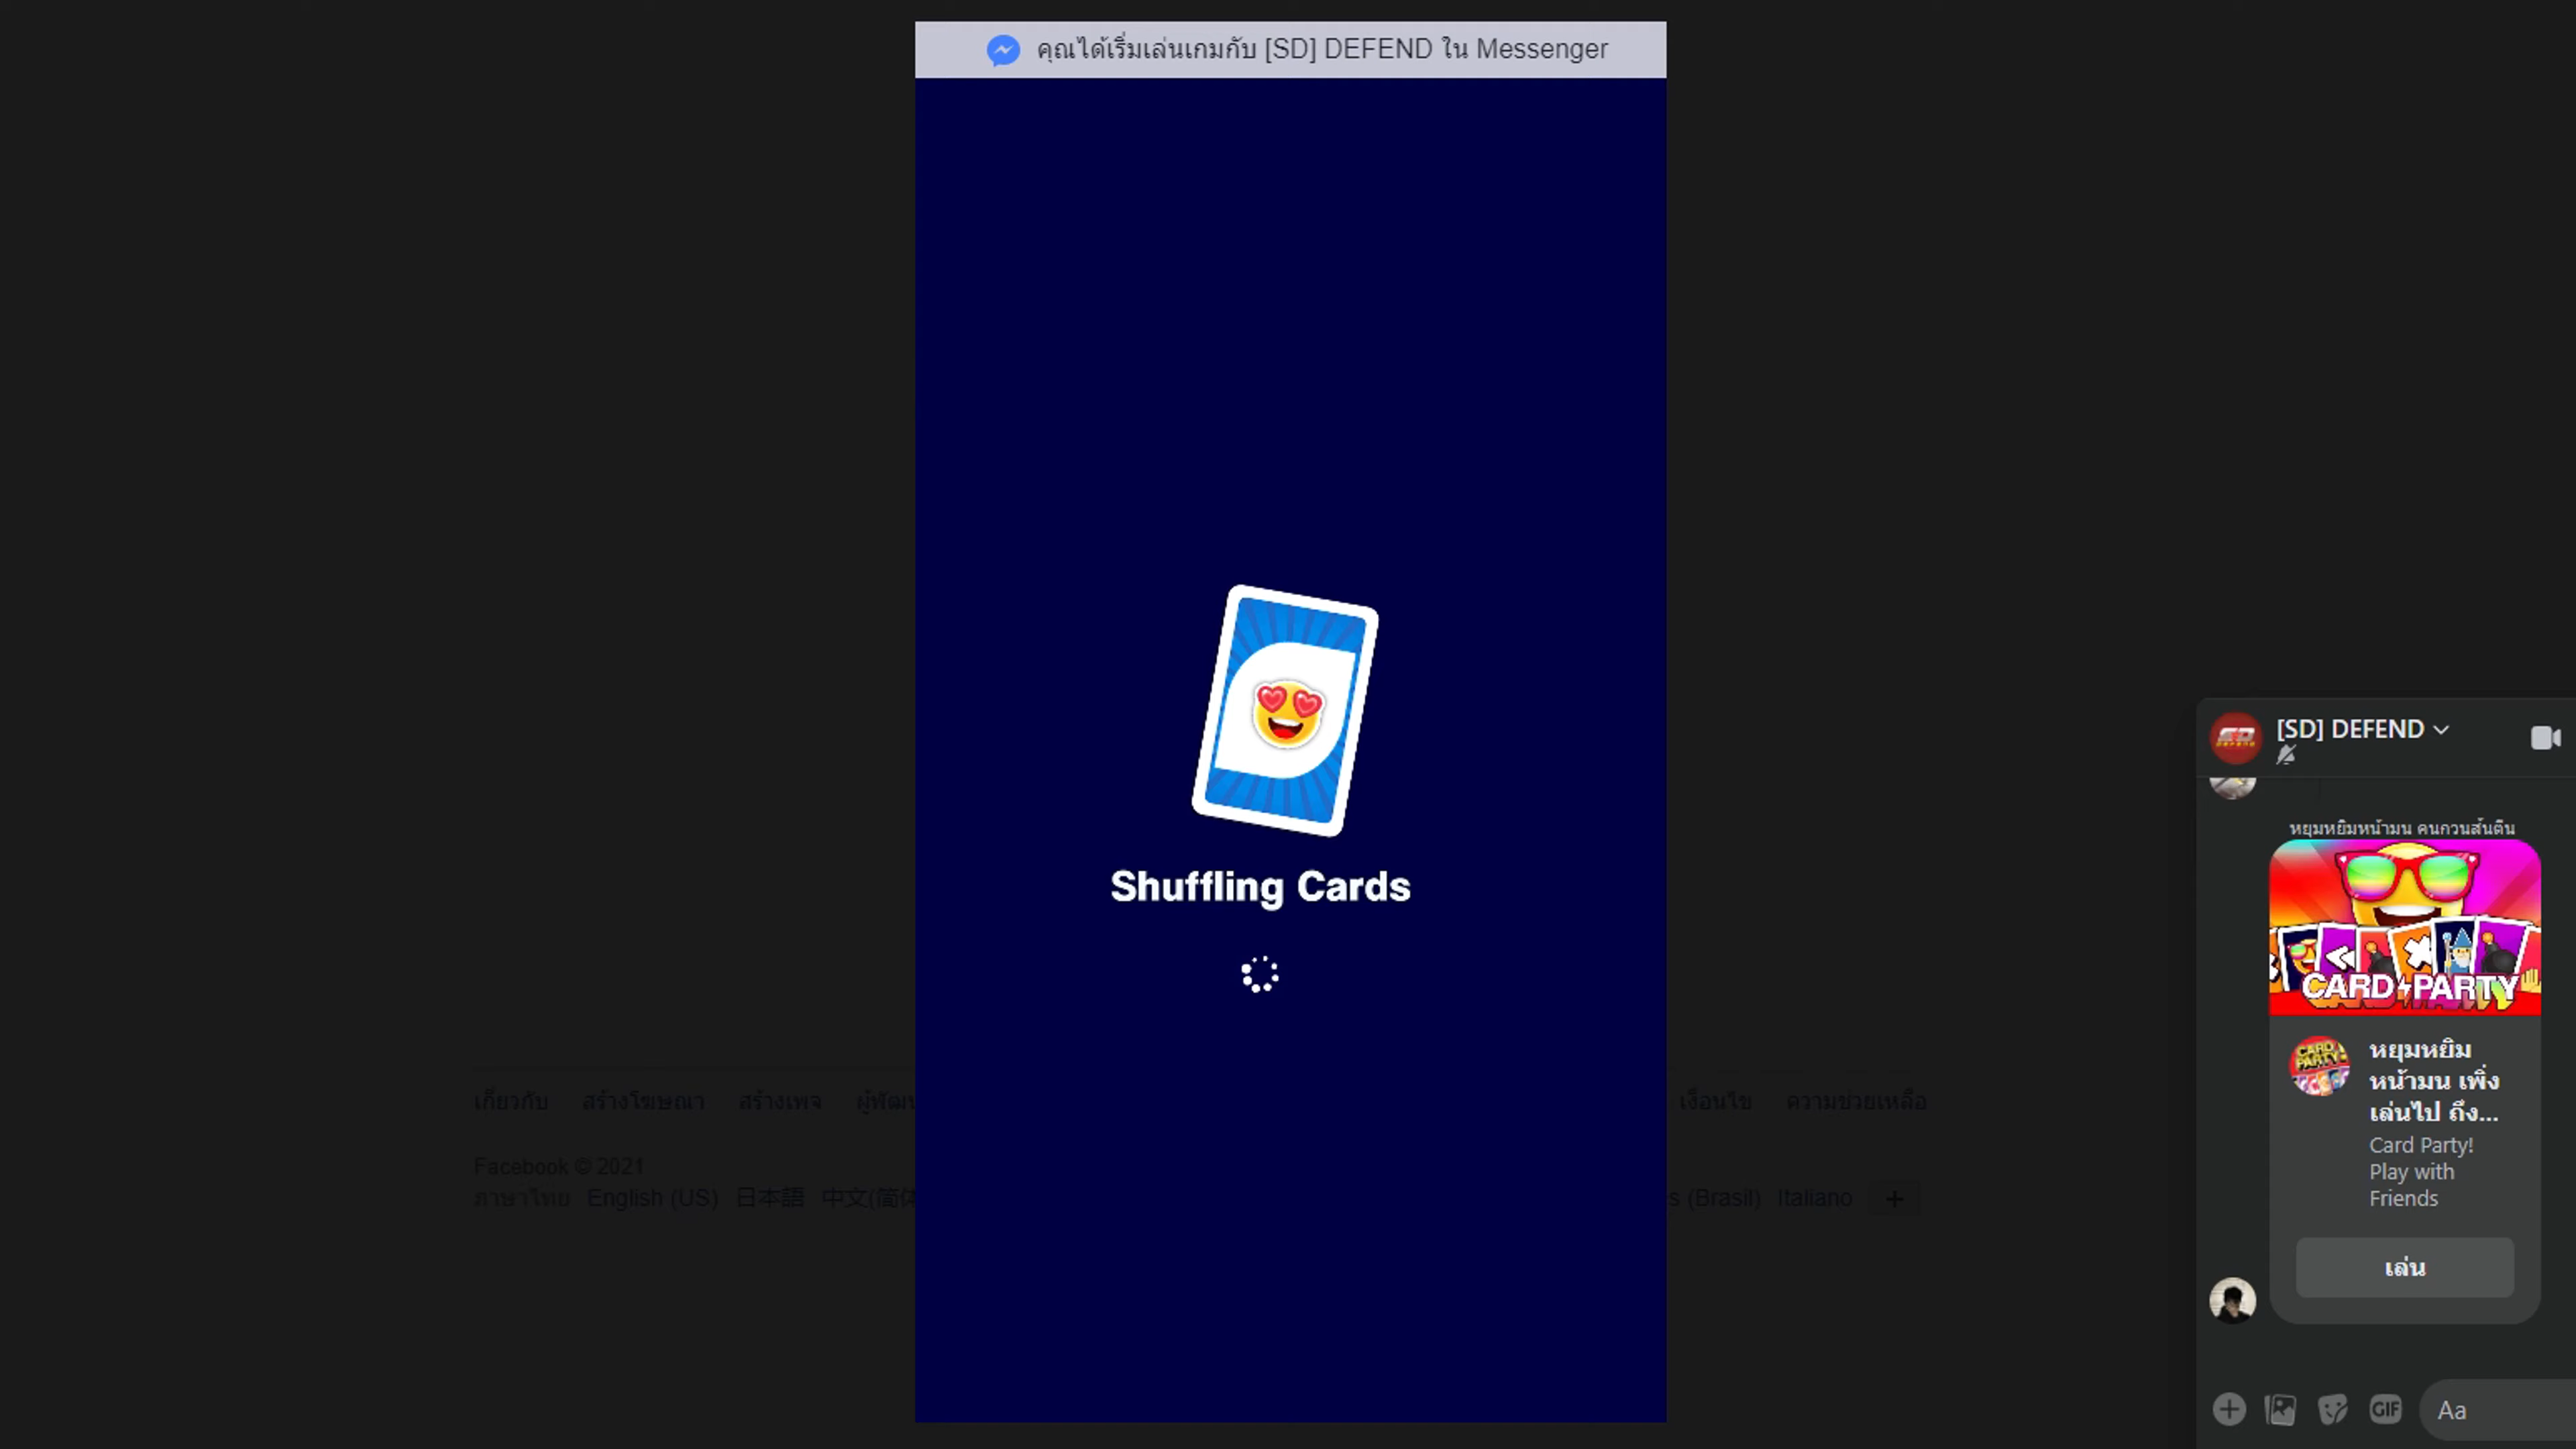 คุณได้เริ่มเล่นเกมกับ [SD] DEFEND ใน Messenger
Shuffling Cards
เกี่ยวกับ สร้างโฆษณา สร้างเพจ เงื่อนไข ความช่วยเหลือ
Facebook © 2021
ภาษาไทย English (US) 日本語 (Brasil) Italiano +
[SD] DEFEND
SD
หยุมหยิมหน้ามน คนกวนส้นตีน
CARD PARTY
CARD PARTY!
หยุมหยิม
หน้ามน เพิ่ง
เล่นไป ถึง...
Card Party!
Play with
Friends
เล่น
GIF
Aa